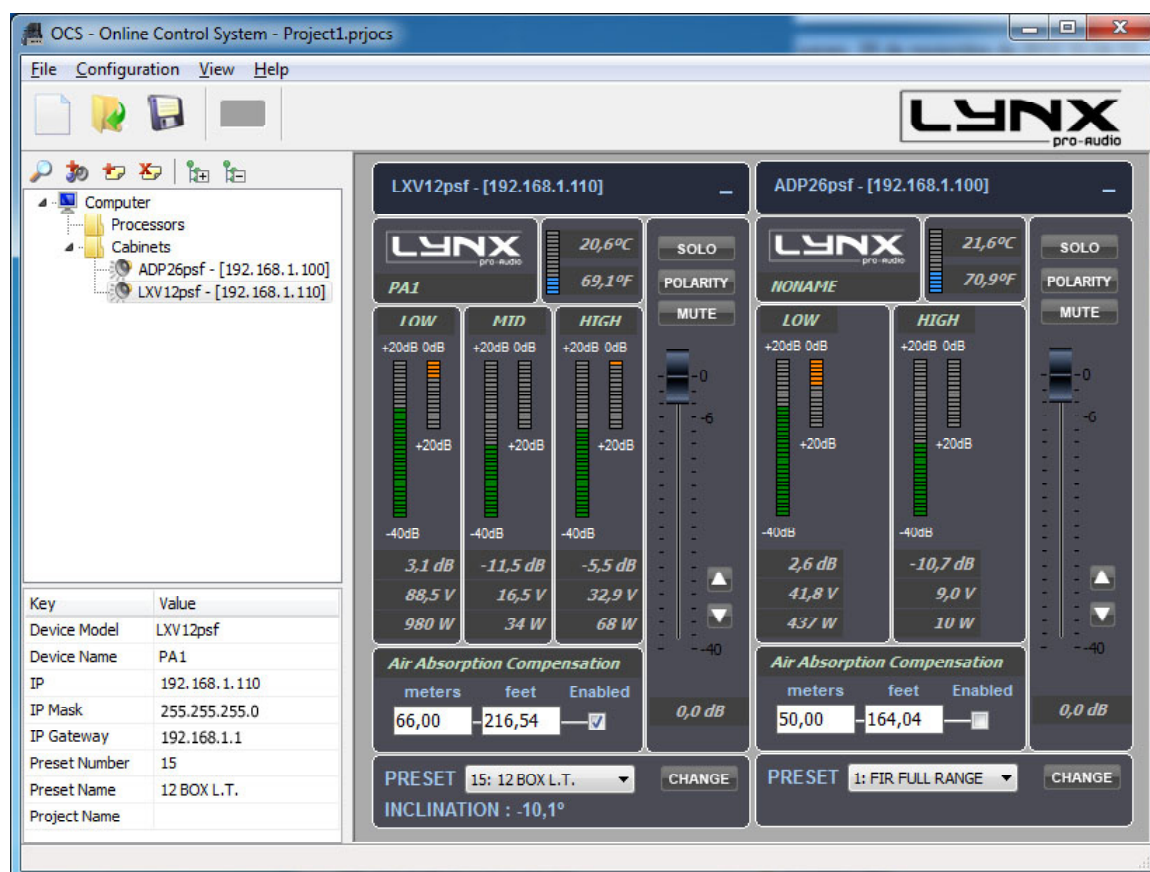 OCS - Online Control System - Project1.prjocs
File Configuration View Help
LYNX
pro-audio
Computer
Processors
Cabinets
ADP26psf - [192.168.1.100]
LXV12psf - [192.168.1.110]
Key Value
Device Model LXV12psf
Device Name PA1
IP 192.168.1.110
IP Mask 255.255.255.0
IP Gateway 192.168.1.1
Preset Number 15
Preset Name 12 BOX L.T.
Project Name
LXV12psf - [192.168.1.110]
LYNX
pro-audio
20,6ºC
69,1ºF
PA1
SOLO
POLARITY
MUTE
LOW MID HIGH
+20dB 0dB +20dB 0dB +20dB 0dB
+20dB +20dB +20dB
-40dB -40dB -40dB
3,1 dB -11,5 dB -5,5 dB
88,5 V 16,5 V 32,9 V
980 W 34 W 68 W
-0
-6
-40
0,0 dB
Air Absorption Compensation
meters feet Enabled
66,00 216,54
PRESET 15: 12 BOX L.T. CHANGE
INCLINATION : -10,1º
ADP26psf - [192.168.1.100]
LYNX
pro-audio
21,6ºC
70,9ºF
NONAME
SOLO
POLARITY
MUTE
LOW HIGH
+20dB 0dB +20dB 0dB
+20dB +20dB
-40dB -40dB
2,6 dB -10,7 dB
41,8 V 9,0 V
437 W 10 W
-0
-6
-40
0,0 dB
Air Absorption Compensation
meters feet Enabled
50,00 164,04
PRESET 1: FIR FULL RANGE CHANGE